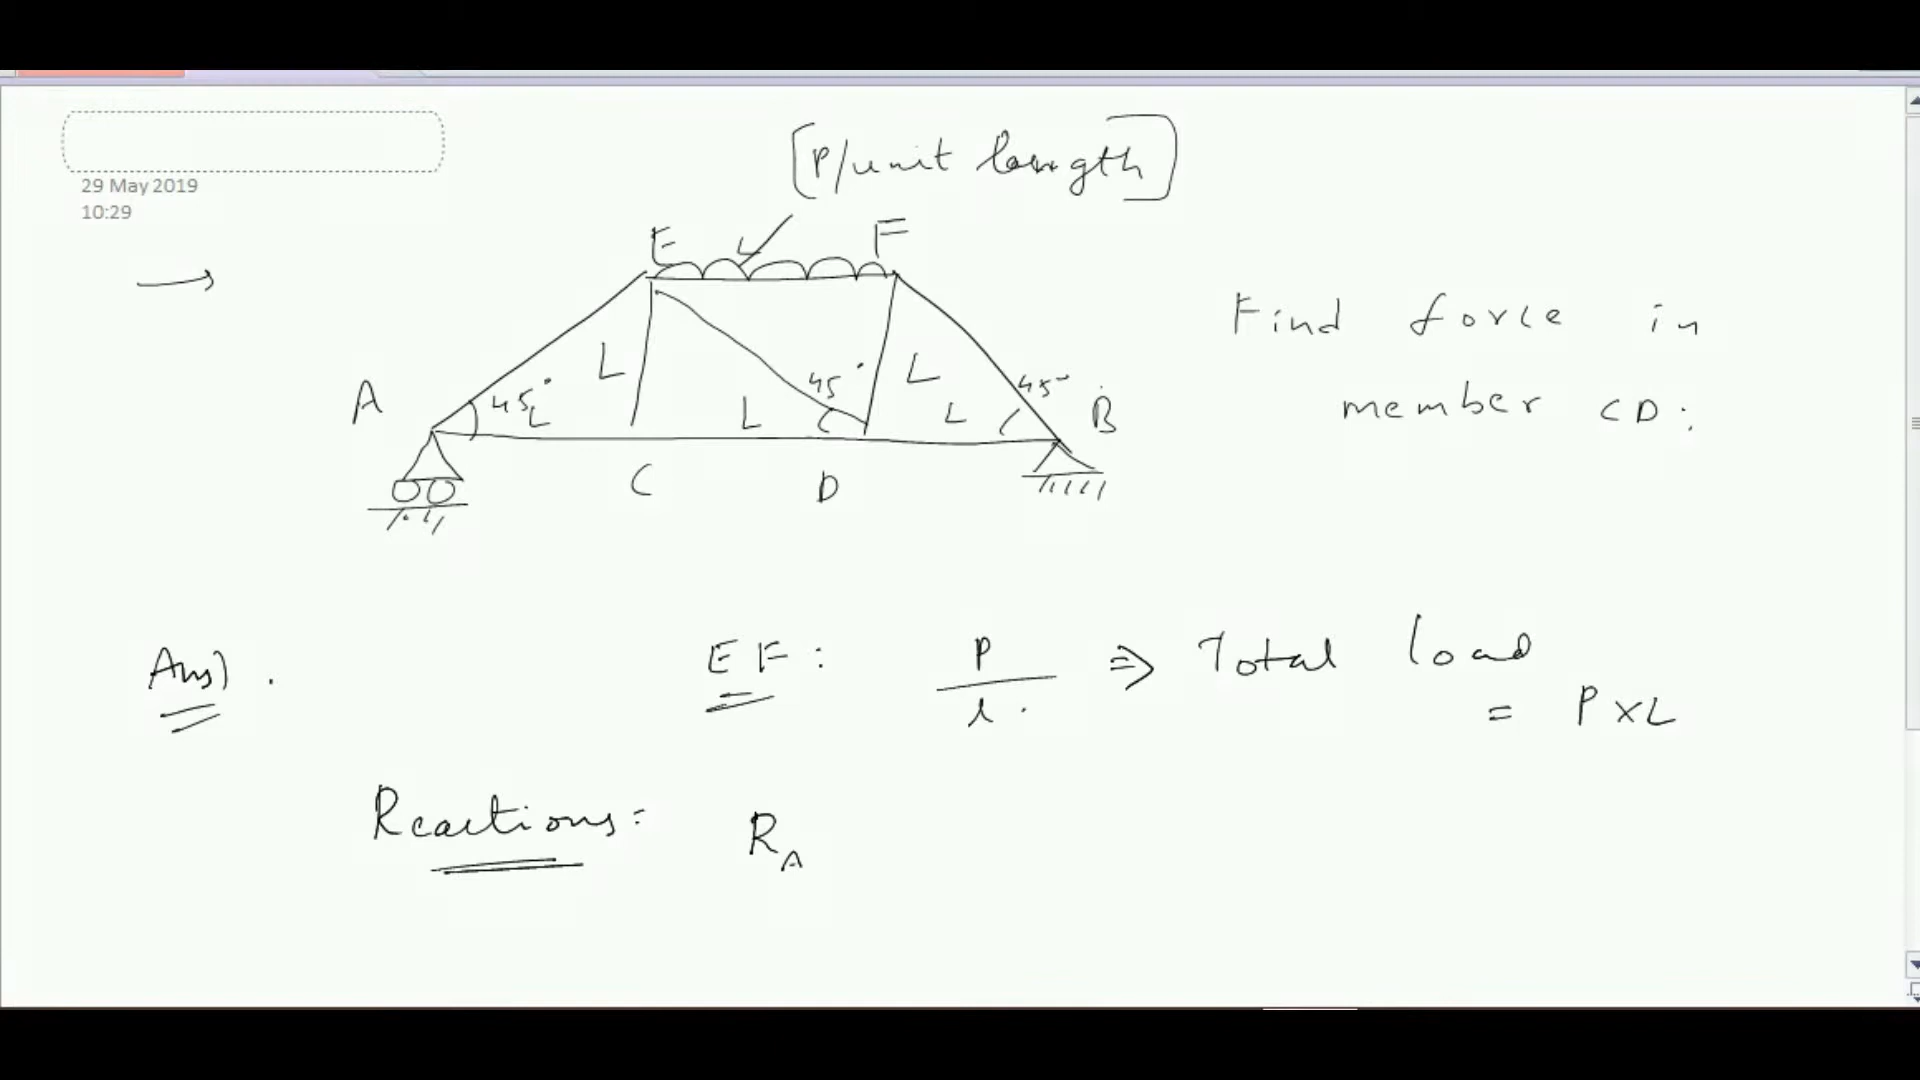 29 May 2019
10:29
[P/unit length]
E F
Find force in
member CD:
A 45° L L L 45° L L 45° B
C D
Ans). EF: P/l. ⇒ Total load
= P×L
Reactions: R_A